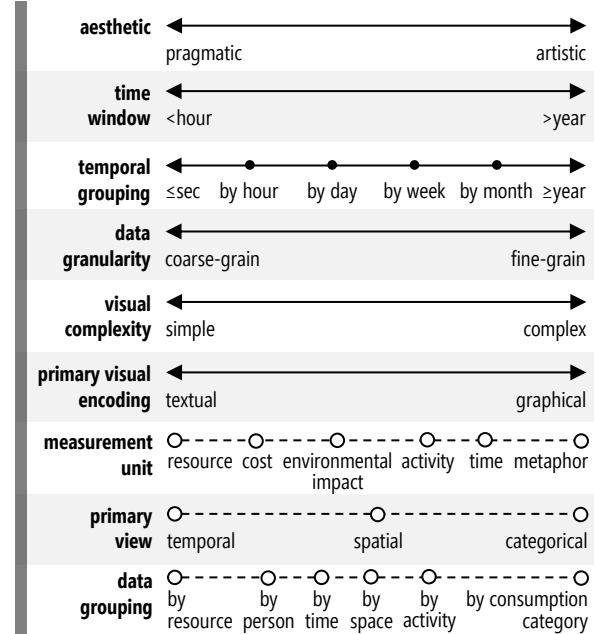 aesthetic
pragmatic artistic
time
window <hour >year
temporal
grouping ≤sec by hour by day by week by month ≥year
data
granularity coarse-grain fine-grain
visual
complexity simple complex
primary visual
encoding textual graphical
measurement
unit resource cost environmental activity time metaphor
impact
primary
view temporal spatial categorical
data
grouping by by by by by by consumption
resource person time space activity category